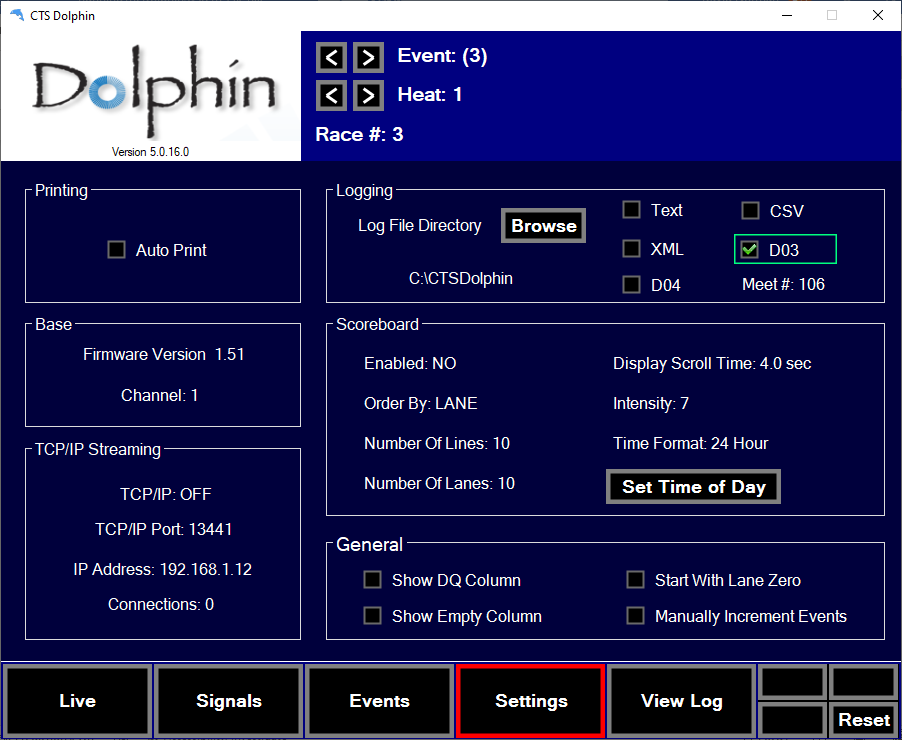 CTS Dolphin
Dolphin
Version 5.0.16.0
< > Event: (3)
< > Heat: 1
Race #: 3
Printing
Auto Print
Logging
Log File Directory
Browse
C:\CTSDolphin
Text
CSV
XML
D03
D04
Meet #: 106
Base
Firmware Version 1.51
Channel: 1
Scoreboard
Enabled: NO
Display Scroll Time: 4.0 sec
Order By: LANE
Intensity: 7
Number Of Lines: 10
Time Format: 24 Hour
Number Of Lanes: 10
Set Time of Day
TCP/IP Streaming
TCP/IP: OFF
TCP/IP Port: 13441
IP Address: 192.168.1.12
Connections: 0
General
Show DQ Column
Start With Lane Zero
Show Empty Column
Manually Increment Events
Live
Signals
Events
Settings
View Log
Reset